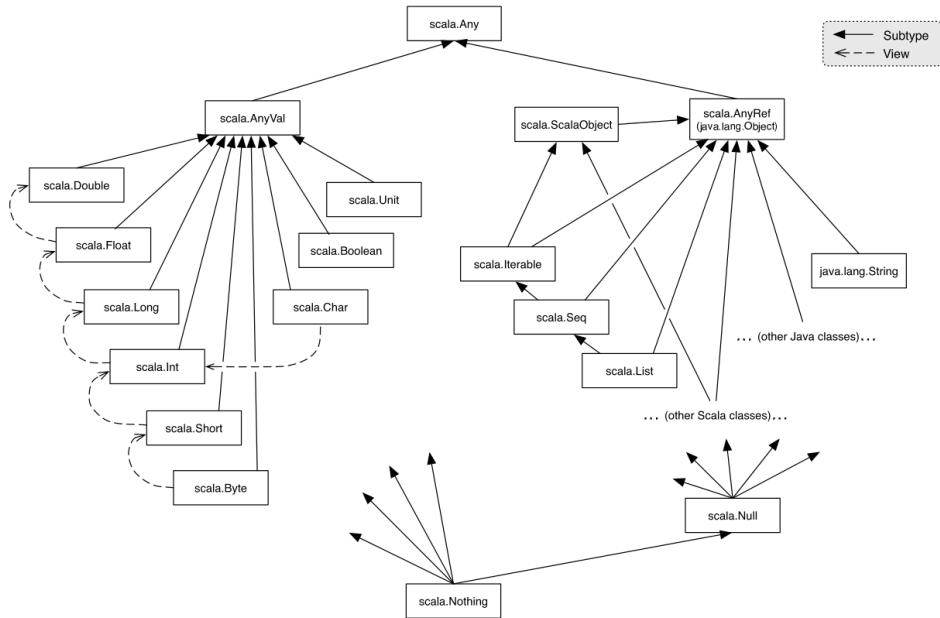 scala.Any
Subtype
View
scala.AnyVal
scala.ScalaObject
scala.AnyRef
(java.lang.Object)
scala.Double
scala.Unit
scala.Float
scala.Boolean
scala.Iterable
java.lang.String
scala.Long
scala.Char
scala.Seq
... (other Java classes)...
scala.Int
scala.List
scala.Short
... (other Scala classes)...
scala.Byte
scala.Null
scala.Nothing